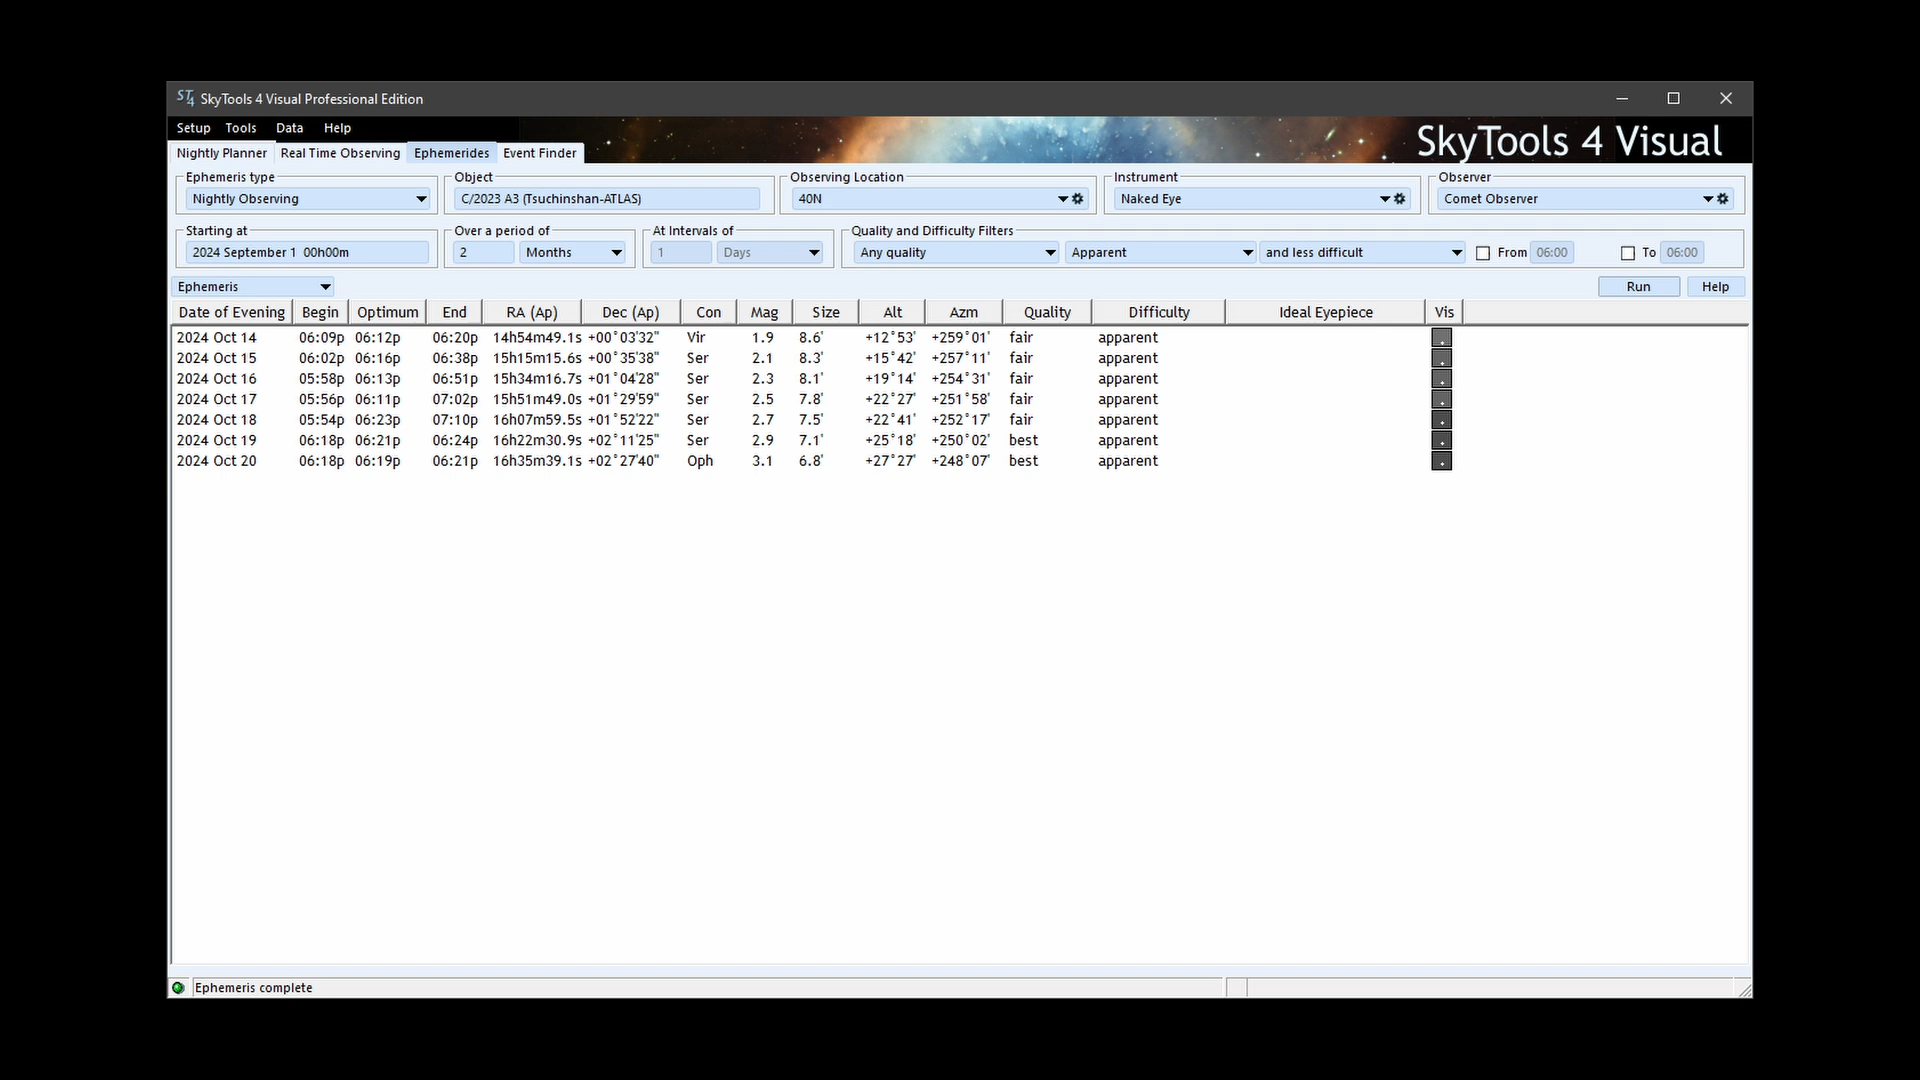 SkyTools 4 Visual Professional Edition
Setup Tools Data Help
SkyTools 4 Visual
Nightly Planner Real Time Observing Ephemerides Event Finder
Ephemeris type Object Observing Location Instrument Observer
Nightly Observing C/2023 A3 (Tsuchinshan-ATLAS) 40N Naked Eye Comet Observer
Starting at Over a period of At Intervals of Quality and Difficulty Filters
2024 September 1 00h00m 2 Months 1 Days Any quality Apparent and less difficult From 06:00 To 06:00
Ephemeris Run Help
Date of Evening Begin Optimum End RA (Ap) Dec (Ap) Con Mag Size Alt Azm Quality Difficulty Ideal Eyepiece Vis
2024 Oct 14 06:09p 06:12p 06:20p 14h54m49.1s +00°03'32" Vir 1.9 8.6' +12°53' +259°01' fair apparent
2024 Oct 15 06:02p 06:16p 06:38p 15h15m15.6s +00°35'38" Ser 2.1 8.3' +15°42' +257°11' fair apparent
2024 Oct 16 05:58p 06:13p 06:51p 15h34m16.7s +01°04'28" Ser 2.3 8.1' +19°14' +254°31' fair apparent
2024 Oct 17 05:56p 06:11p 07:02p 15h51m49.0s +01°29'59" Ser 2.5 7.8' +22°27' +251°58' fair apparent
2024 Oct 18 05:54p 06:23p 07:10p 16h07m59.5s +01°52'22" Ser 2.7 7.5' +22°41' +252°17' fair apparent
2024 Oct 19 06:18p 06:21p 06:24p 16h22m30.9s +02°11'25" Ser 2.9 7.1' +25°18' +250°02' best apparent
2024 Oct 20 06:18p 06:19p 06:21p 16h35m39.1s +02°27'40" Oph 3.1 6.8' +27°27' +248°07' best apparent
Ephemeris complete